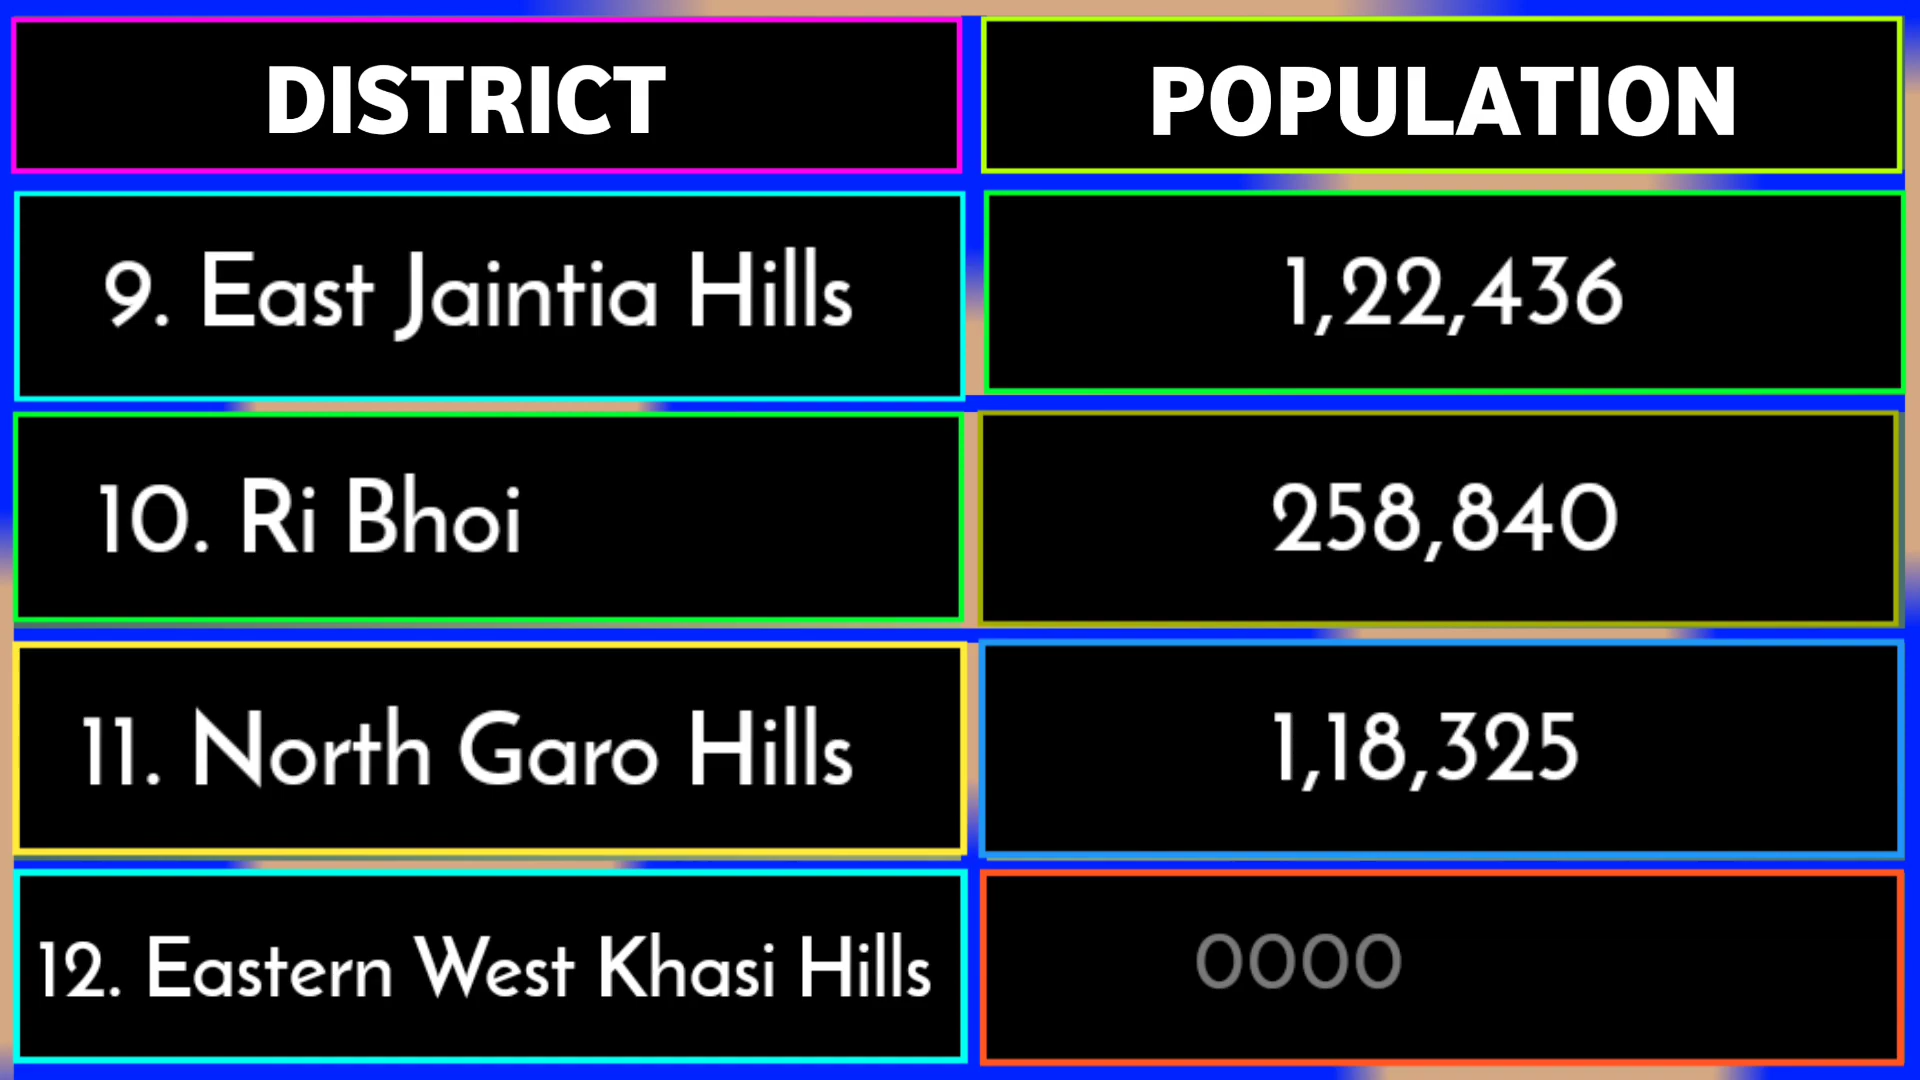 DISTRICT POPULATION
9. East Jaintia Hills 1,22,436
10. Ri Bhoi 258,840
11. North Garo Hills 1,18,325
12. Eastern West Khasi Hills 0000